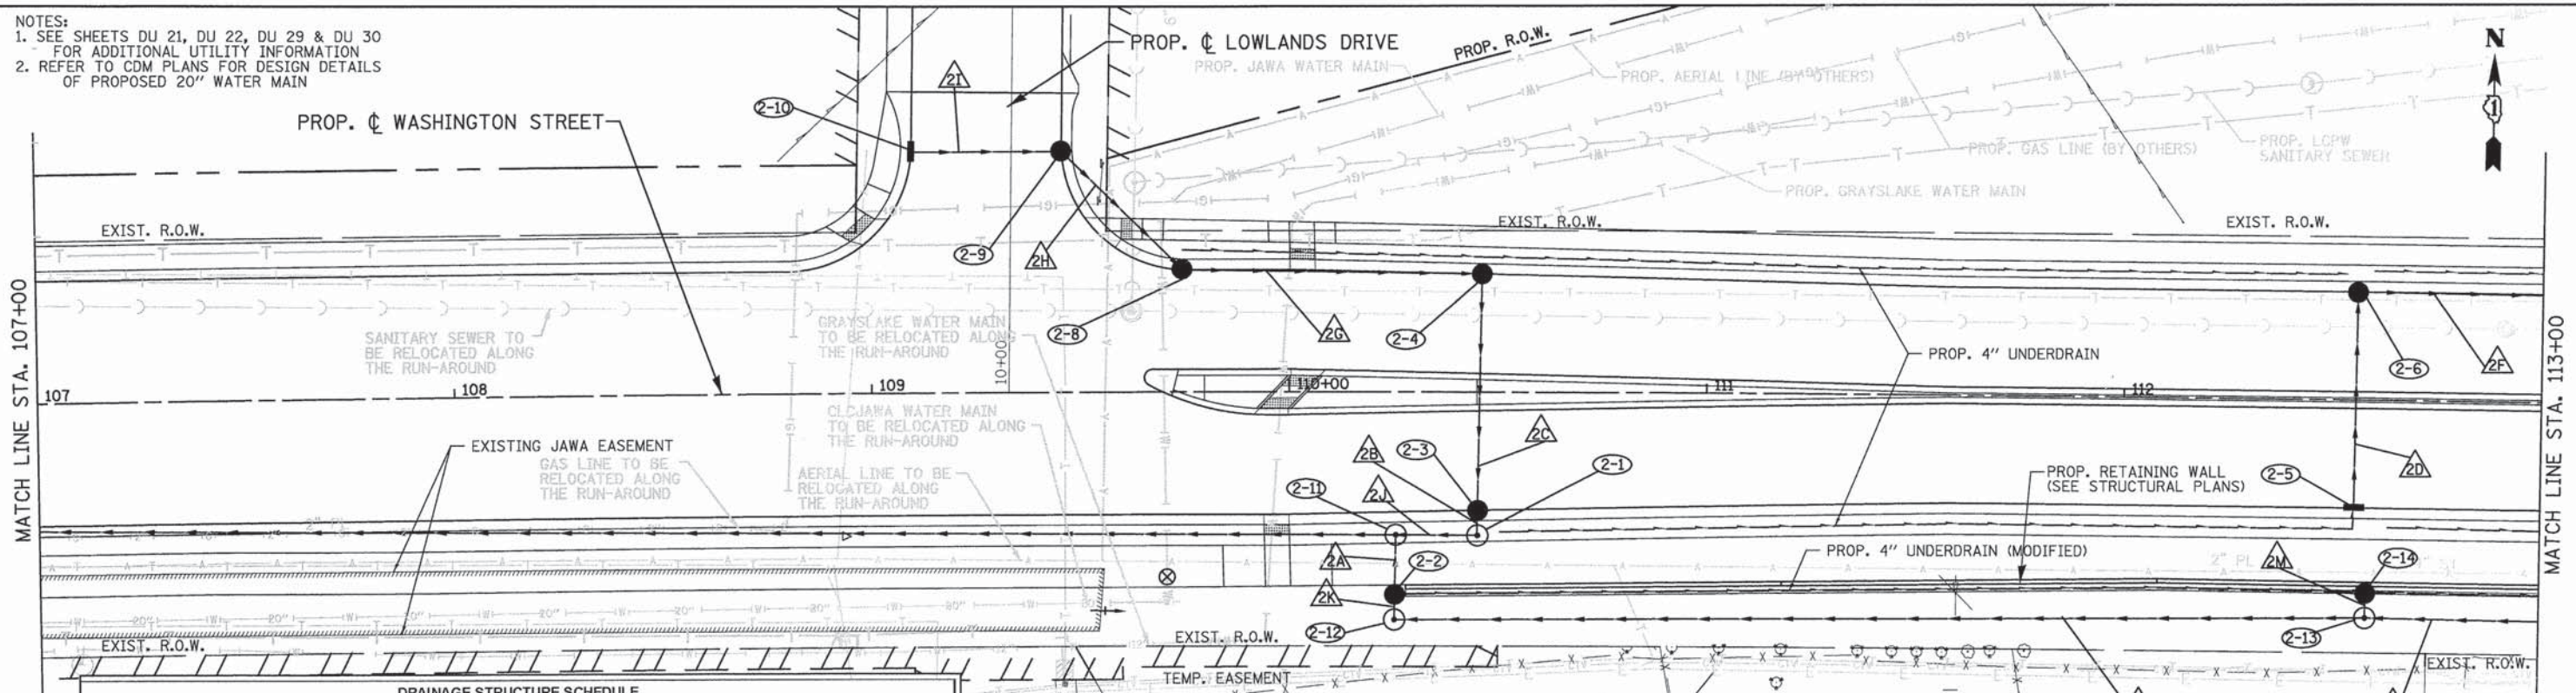 NOTES:
1. SEE SHEETS DU 21, DU 22, DU 29 & DU 30
FOR ADDITIONAL UTILITY INFORMATION
2. REFER TO CDM PLANS FOR DESIGN DETAILS
OF PROPOSED 20" WATER MAIN
PROP. ℄ LOWLANDS DRIVE
PROP. R.O.W.
PROP. JAWA WATER MAIN
PROP. AERIAL LINE (BY OTHERS)
N
1
2I
2-10
PROP. ℄ WASHINGTON STREET
PROP. GAS LINE (BY OTHERS)
PROP. LCPW
SANITARY SEWER
PROP. GRAYSLAKE WATER MAIN
EXIST. R.O.W.
EXIST. R.O.W.
EXIST. R.O.W.
2-9
2H
MATCH LINE STA. 107+00
SANITARY SEWER TO
BE RELOCATED ALONG
THE RUN-AROUND
GRAYSLAKE WATER MAIN
TO BE RELOCATED ALONG
THE RUN-AROUND
10+00
2-8
2G
2-4
PROP. 4" UNDERDRAIN
2-6
2F
MATCH LINE STA. 113+00
107
108
109
110+00
111
112
CLCJAWA WATER MAIN
TO BE RELOCATED ALONG
THE RUN-AROUND
EXISTING JAWA EASEMENT
GAS LINE TO BE
RELOCATED ALONG
THE RUN-AROUND
AERIAL LINE TO BE
RELOCATED ALONG
THE RUN-AROUND
2B
2-3
2C
2-1
2-11
2J
PROP. RETAINING WALL
(SEE STRUCTURAL PLANS)
2-5
2D
2A
2-2
2K
PROP. 4" UNDERDRAIN (MODIFIED)
2" PL
2M
2-14
2-12
2-13
EXIST. R.O.W.
EXIST. R.O.W.
EXIST. R.O.W.
TEMP. EASEMENT
DRAINAGE STRUCTURE SCHEDULE